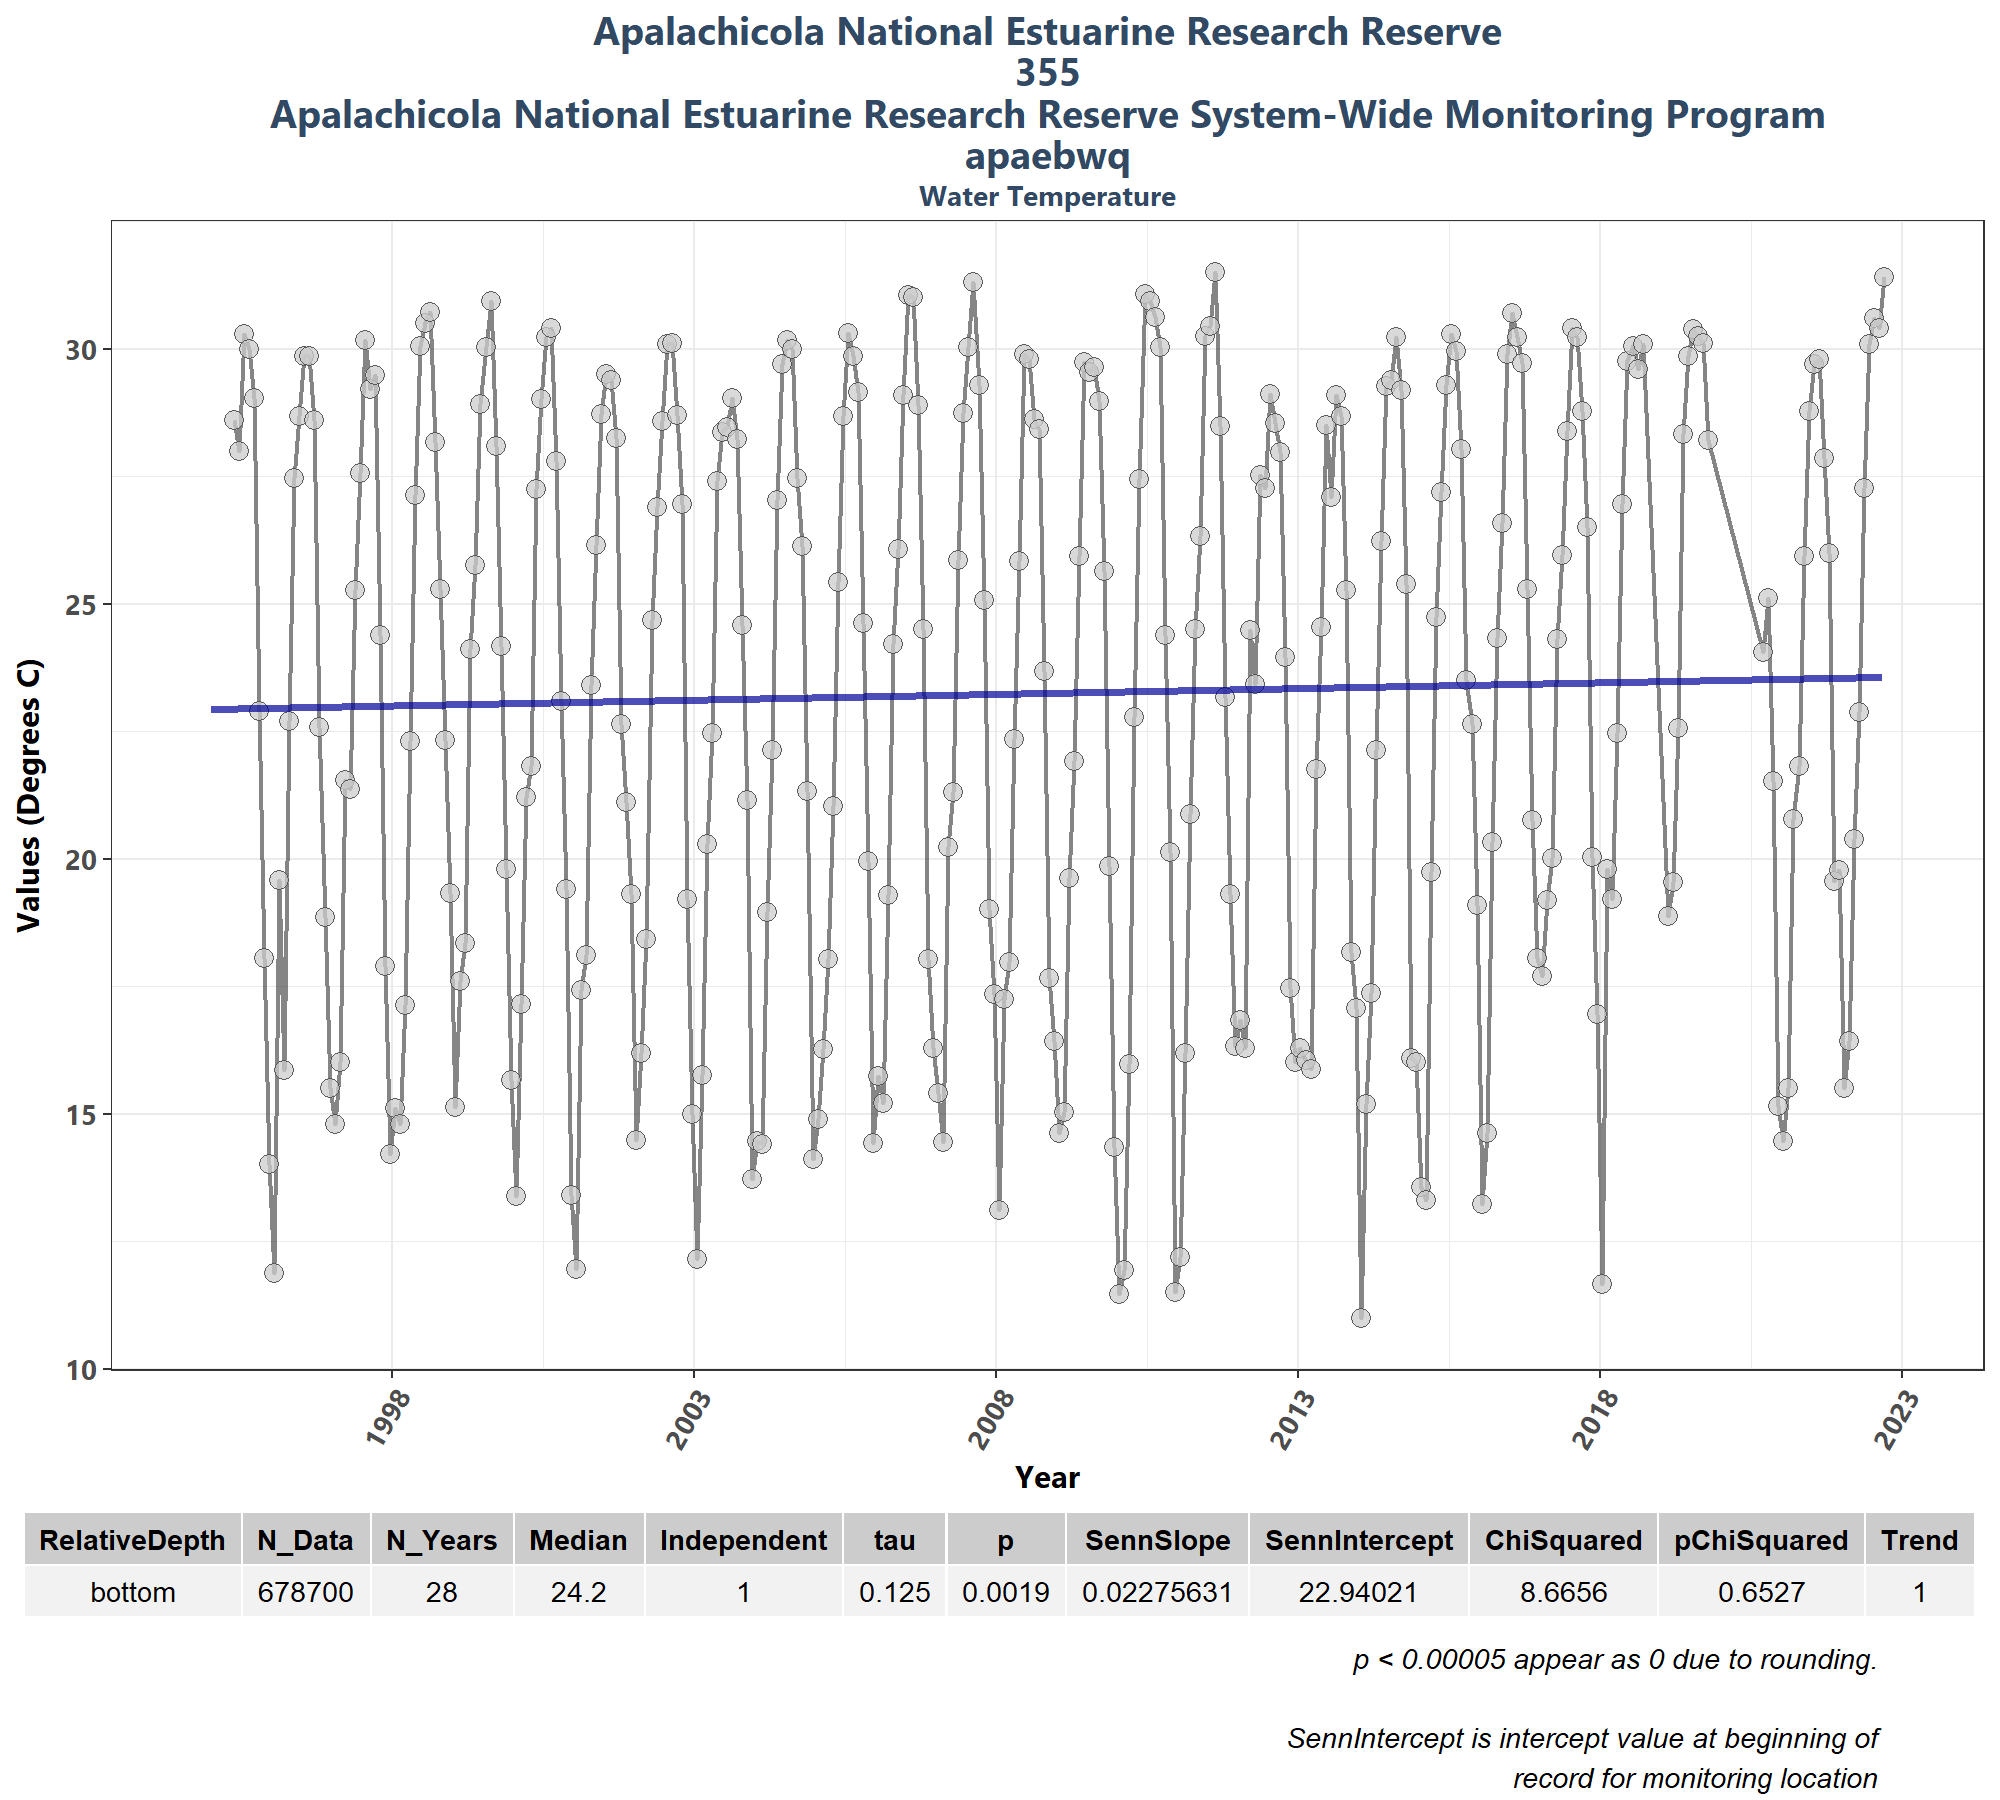 Apalachicola National Estuarine Research Reserve
355
Apalachicola National Estuarine Research Reserve System-Wide Monitoring Program
apaebwq
Water Temperature
30
25
20
15
10
Values (Degrees C)
1998 2003 2008 2013 2018 2023
Year
RelativeDepth N_Data N_Years Median Independent tau p SennSlope SennIntercept ChiSquared pChiSquared Trend
bottom 678700 28 24.2 1 0.125 0.0019 0.02275631 22.94021 8.6656 0.6527 1
p < 0.00005 appear as 0 due to rounding.
SennIntercept is intercept value at beginning of
record for monitoring location